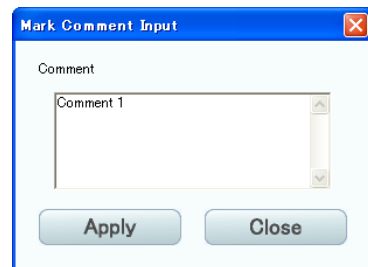 Mark Comment Input
Comment
Comment 1
Apply
Close